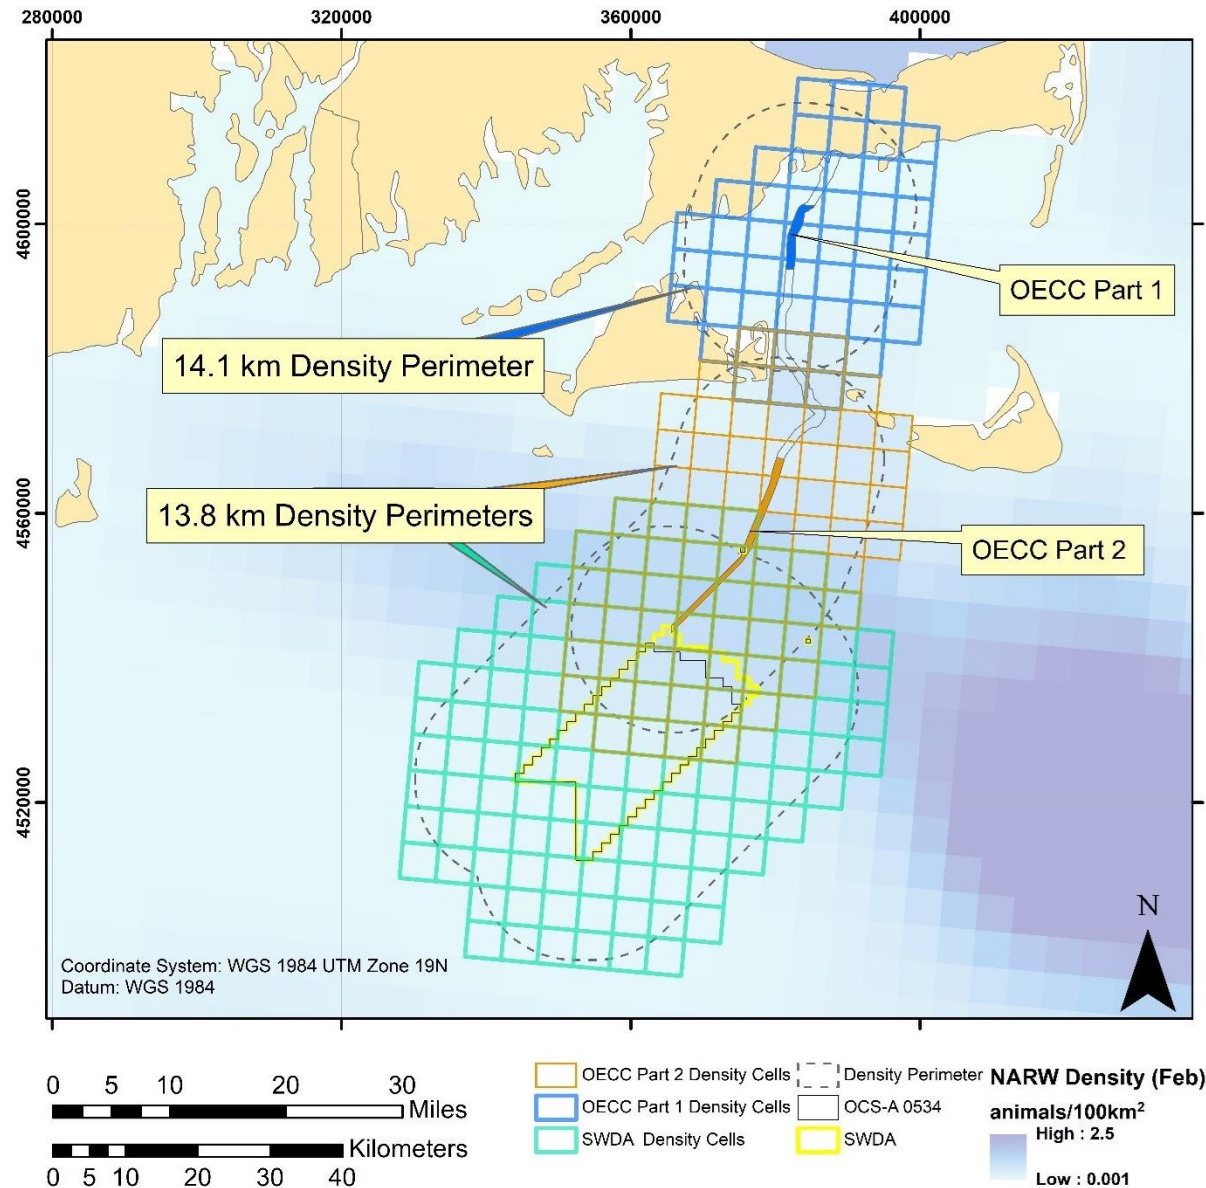 280000 320000 360000 400000
4600000
4560000
4520000
OECC Part 1
14.1 km Density Perimeter
13.8 km Density Perimeters
OECC Part 2
N
Coordinate System: WGS 1984 UTM Zone 19N
Datum: WGS 1984
0 5 10 20 30
Miles
Kilometers
0 5 10 20 30 40
OECC Part 2 Density Cells
OECC Part 1 Density Cells
SWDA Density Cells
Density Perimeter
OCS-A 0534
SWDA
NARW Density (Feb)
animals/100km²
High : 2.5
Low : 0.001